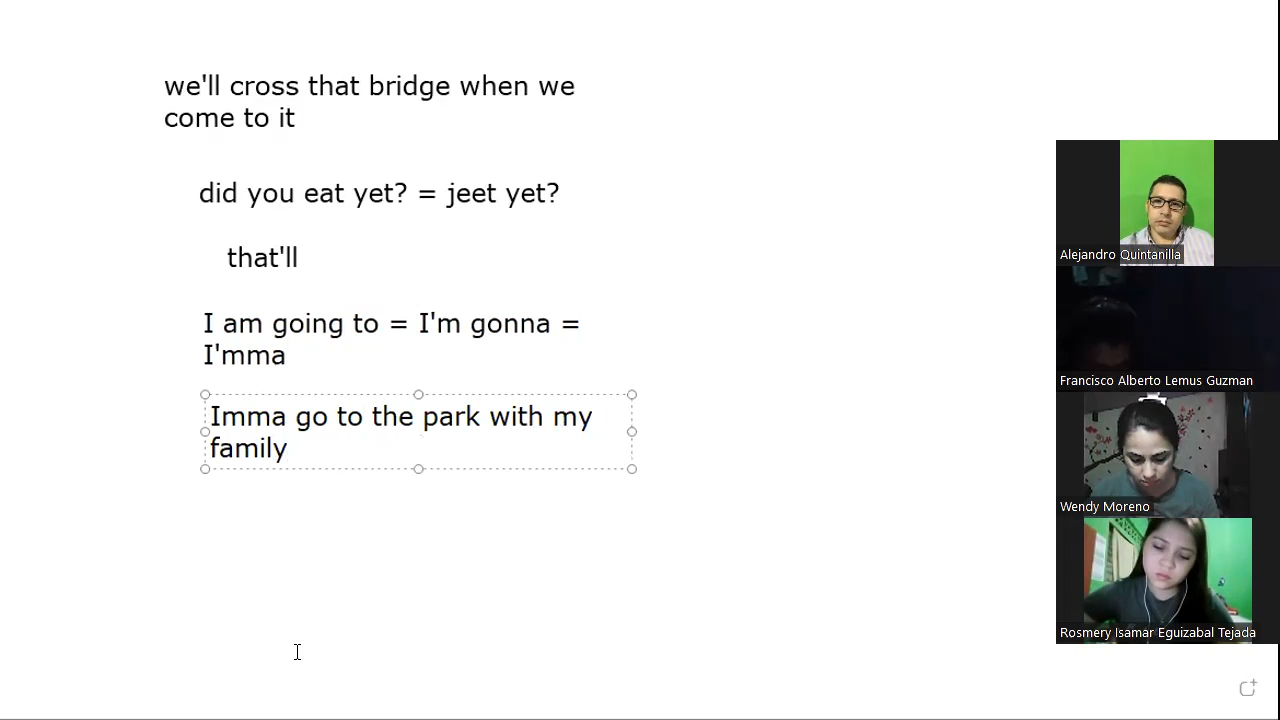 we'll cross that bridge when we
come to it
did you eat yet? = jeet yet?
that'll
I am going to = I'm gonna =
I'mma
Imma go to the park with my
family
Alejandro Quintanilla
Francisco Alberto Lemus Guzman
Wendy Moreno
Rosmery Isamar Eguizabal Tejada